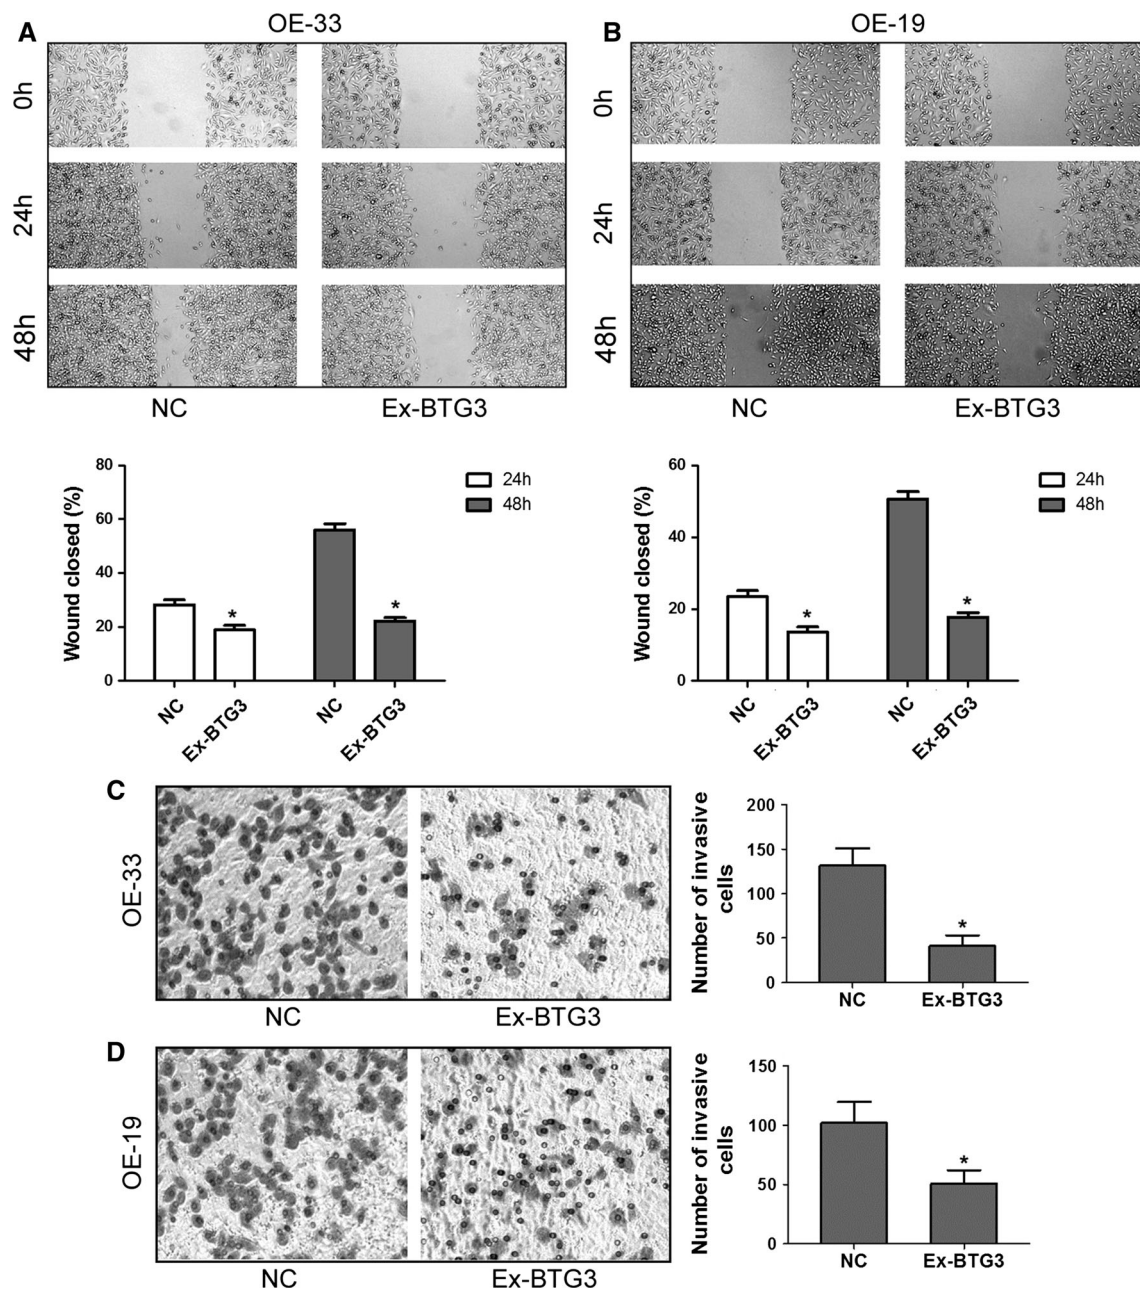 A
OE-33
B
OE-19
0h
24h
48h
NC
Ex-BTG3
0h
24h
48h
NC
Ex-BTG3
Wound closed (%)
80
60
40
20
0
NC
Ex-BTG3
*
NC
Ex-BTG3
*
24h
48h
Wound closed (%)
60
40
20
0
NC
Ex-BTG3
*
NC
Ex-BTG3
*
24h
48h
C
OE-33
NC
Ex-BTG3
Number of invasive
cells
200
150
100
50
0
*
NC
Ex-BTG3
D
OE-19
NC
Ex-BTG3
Number of invasive
cells
150
100
50
0
*
NC
Ex-BTG3